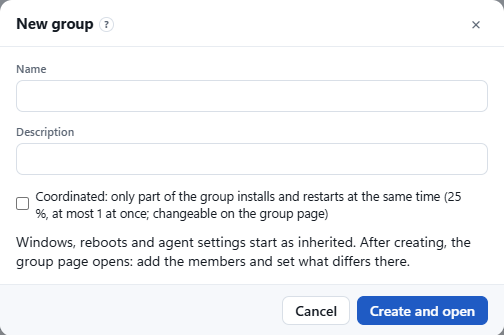 New group ?
×
Name
Description
Coordinated: only part of the group installs and restarts at the same time (25
%, at most 1 at once; changeable on the group page)
Windows, reboots and agent settings start as inherited. After creating, the
group page opens: add the members and set what differs there.
Cancel
Create and open